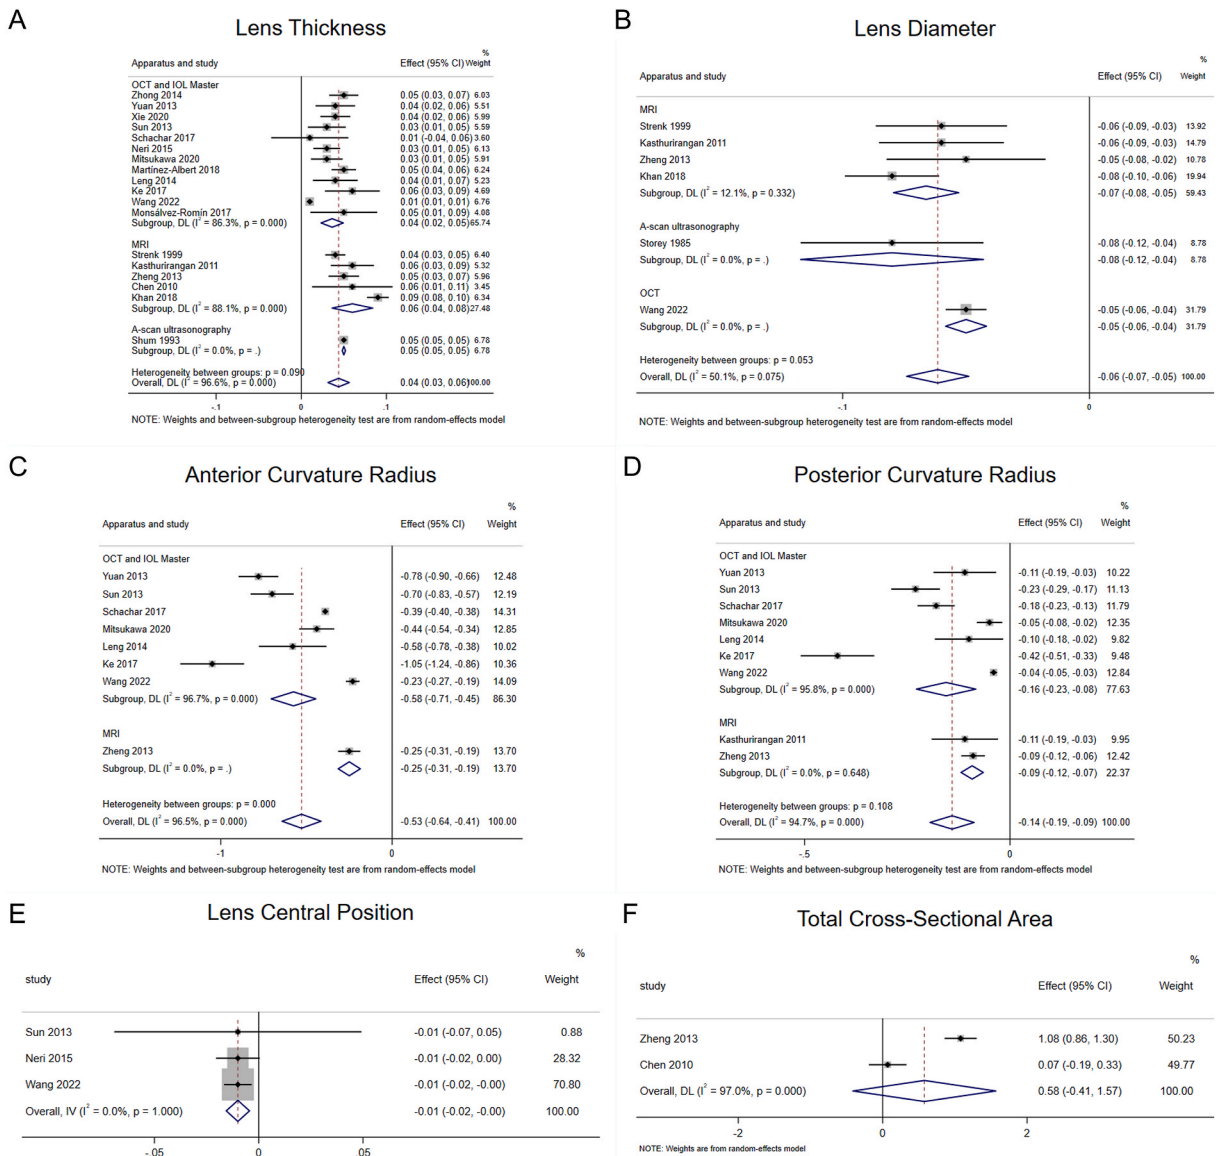 A
Lens Thickness
%
Apparatus and study Effect (95% CI) Weight
OCT and IOL Master
Zhong 2014 0.05 (0.03, 0.07) 6.03
Yuan 2013 0.04 (0.02, 0.06) 5.51
Xie 2020 0.04 (0.02, 0.06) 5.99
Sun 2013 0.03 (0.01, 0.05) 5.59
Schachar 2017 0.01 (-0.04, 0.06) 3.60
Neri 2015 0.03 (0.01, 0.05) 6.13
Mitsukawa 2020 0.03 (0.01, 0.05) 5.91
Martínez-Albert 2018 0.05 (0.04, 0.06) 6.24
Leng 2014 0.04 (0.01, 0.07) 5.23
Ke 2017 0.06 (0.03, 0.09) 4.69
Wang 2022 0.01 (0.01, 0.01) 6.76
Monsálvez-Romín 2017 0.05 (0.01, 0.09) 4.08
Subgroup, DL (I² = 86.3%, p = 0.000) 0.04 (0.02, 0.05) 65.74
MRI
Strenk 1999 0.04 (0.03, 0.05) 6.40
Kasthurirangan 2011 0.06 (0.03, 0.09) 5.32
Zheng 2013 0.05 (0.03, 0.07) 5.96
Chen 2010 0.06 (0.01, 0.11) 3.45
Khan 2018 0.09 (0.08, 0.10) 6.34
Subgroup, DL (I² = 88.1%, p = 0.000) 0.06 (0.04, 0.08) 27.48
A-scan ultrasonography
Shum 1993 0.05 (0.05, 0.05) 6.78
Subgroup, DL (I² = 0.0%, p = .) 0.05 (0.05, 0.05) 6.78
Heterogeneity between groups: p = 0.090
Overall, DL (I² = 96.6%, p = 0.000) 0.04 (0.03, 0.06) 100.00
-.1 0 .1
NOTE: Weights and between-subgroup heterogeneity test are from random-effects model
B
Lens Diameter
%
Apparatus and study Effect (95% CI) Weight
MRI
Strenk 1999 -0.06 (-0.09, -0.03) 13.92
Kasthurirangan 2011 -0.06 (-0.09, -0.03) 14.79
Zheng 2013 -0.05 (-0.08, -0.02) 10.78
Khan 2018 -0.08 (-0.10, -0.06) 19.94
Subgroup, DL (I² = 12.1%, p = 0.332) -0.07 (-0.08, -0.05) 59.43
A-scan ultrasonography
Storey 1985 -0.08 (-0.12, -0.04) 8.78
Subgroup, DL (I² = 0.0%, p = .) -0.08 (-0.12, -0.04) 8.78
OCT
Wang 2022 -0.05 (-0.06, -0.04) 31.79
Subgroup, DL (I² = 0.0%, p = .) -0.05 (-0.06, -0.04) 31.79
Heterogeneity between groups: p = 0.053
Overall, DL (I² = 50.1%, p = 0.075) -0.06 (-0.07, -0.05) 100.00
-.1 0
NOTE: Weights and between-subgroup heterogeneity test are from random-effects model
C
Anterior Curvature Radius
%
Apparatus and study Effect (95% CI) Weight
OCT and IOL Master
Yuan 2013 -0.78 (-0.90, -0.66) 12.48
Sun 2013 -0.70 (-0.83, -0.57) 12.19
Schachar 2017 -0.39 (-0.40, -0.38) 14.31
Mitsukawa 2020 -0.44 (-0.54, -0.34) 12.85
Leng 2014 -0.58 (-0.78, -0.38) 10.02
Ke 2017 -1.05 (-1.24, -0.86) 10.36
Wang 2022 -0.23 (-0.27, -0.19) 14.09
Subgroup, DL (I² = 96.7%, p = 0.000) -0.58 (-0.71, -0.45) 86.30
MRI
Zheng 2013 -0.25 (-0.31, -0.19) 13.70
Subgroup, DL (I² = 0.0%, p = .) -0.25 (-0.31, -0.19) 13.70
Heterogeneity between groups: p = 0.000
Overall, DL (I² = 96.5%, p = 0.000) -0.53 (-0.64, -0.41) 100.00
-1 0
NOTE: Weights and between-subgroup heterogeneity test are from random-effects model
D
Posterior Curvature Radius
%
Apparatus and study Effect (95% CI) Weight
OCT and IOL Master
Yuan 2013 -0.11 (-0.19, -0.03) 10.22
Sun 2013 -0.23 (-0.29, -0.17) 11.13
Schachar 2017 -0.18 (-0.23, -0.13) 11.79
Mitsukawa 2020 -0.05 (-0.08, -0.02) 12.35
Leng 2014 -0.10 (-0.18, -0.02) 9.82
Ke 2017 -0.42 (-0.51, -0.33) 9.48
Wang 2022 -0.04 (-0.05, -0.03) 12.84
Subgroup, DL (I² = 95.8%, p = 0.000) -0.16 (-0.23, -0.08) 77.63
MRI
Kasthurirangan 2011 -0.11 (-0.19, -0.03) 9.95
Zheng 2013 -0.09 (-0.12, -0.06) 12.42
Subgroup, DL (I² = 0.0%, p = 0.648) -0.09 (-0.12, -0.07) 22.37
Heterogeneity between groups: p = 0.108
Overall, DL (I² = 94.7%, p = 0.000) -0.14 (-0.19, -0.09) 100.00
-.5 0
NOTE: Weights and between-subgroup heterogeneity test are from random-effects model
E
Lens Central Position
%
study Effect (95% CI) Weight
Sun 2013 -0.01 (-0.07, 0.05) 0.88
Neri 2015 -0.01 (-0.02, 0.00) 28.32
Wang 2022 -0.01 (-0.02, -0.00) 70.80
Overall, IV (I² = 0.0%, p = 1.000) -0.01 (-0.02, -0.00) 100.00
-.05 0 .05
F
Total Cross-Sectional Area
%
study Effect (95% CI) Weight
Zheng 2013 1.08 (0.86, 1.30) 50.23
Chen 2010 0.07 (-0.19, 0.33) 49.77
Overall, DL (I² = 97.0%, p = 0.000) 0.58 (-0.41, 1.57) 100.00
-2 0 2
NOTE: Weights are from random-effects model